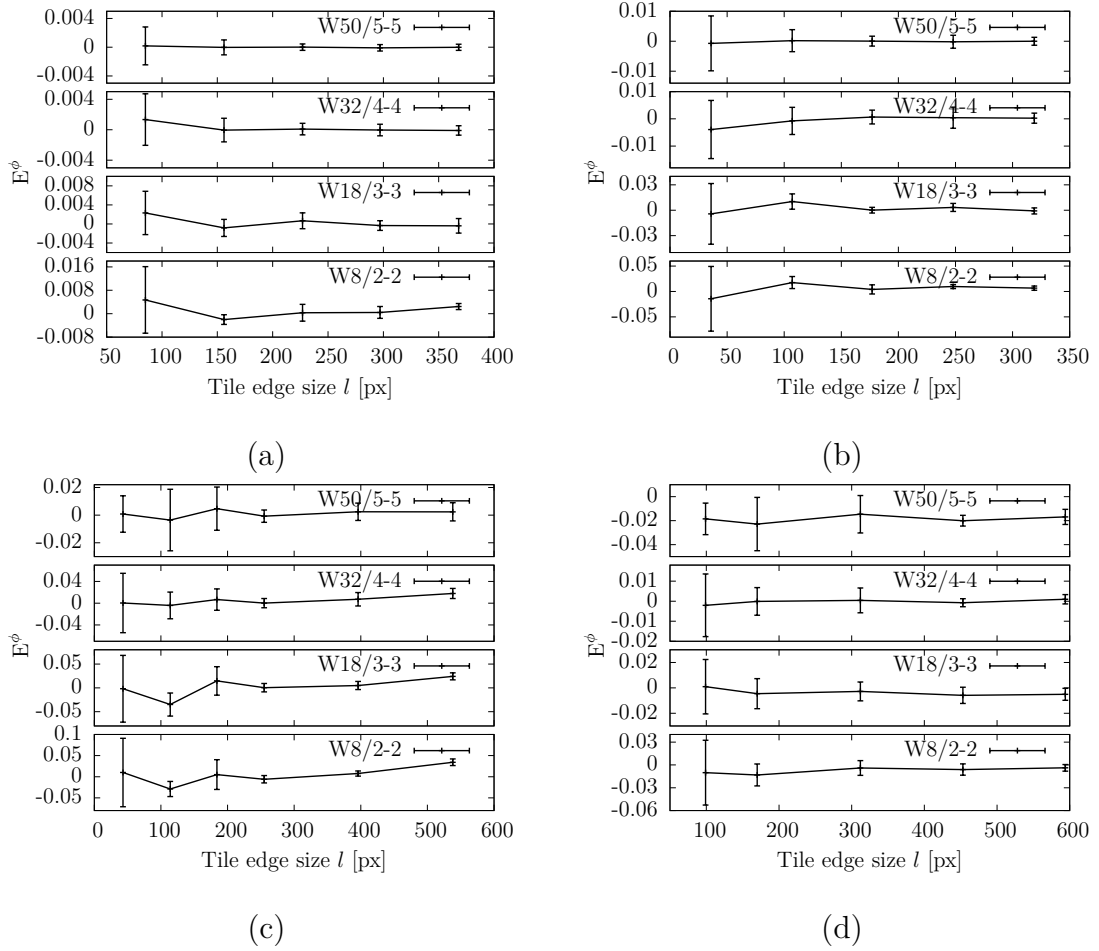 E^ϕ
0.004
0
-0.004
W50/5-5
0.004
0
-0.004
W32/4-4
0.008
0.004
0
-0.004
W18/3-3
0.016
0.008
0
-0.008
W8/2-2
50 100 150 200 250 300 350 400
Tile edge size l [px]
(a)
E^ϕ
0.01
0
-0.01
W50/5-5
0.01
0
-0.01
W32/4-4
0.03
0
-0.03
W18/3-3
0.05
0
-0.05
W8/2-2
0 50 100 150 200 250 300 350
Tile edge size l [px]
(b)
E^ϕ
0.02
0
-0.02
W50/5-5
0.04
0
-0.04
W32/4-4
0.05
0
-0.05
W18/3-3
0.1
0.05
0
-0.05
W8/2-2
0 100 200 300 400 500 600
Tile edge size l [px]
(c)
E^ϕ
0
-0.02
-0.04
W50/5-5
0.01
0
-0.01
-0.02
W32/4-4
0.02
0
-0.02
W18/3-3
0.03
0
-0.03
-0.06
W8/2-2
100 200 300 400 500 600
Tile edge size l [px]
(d)